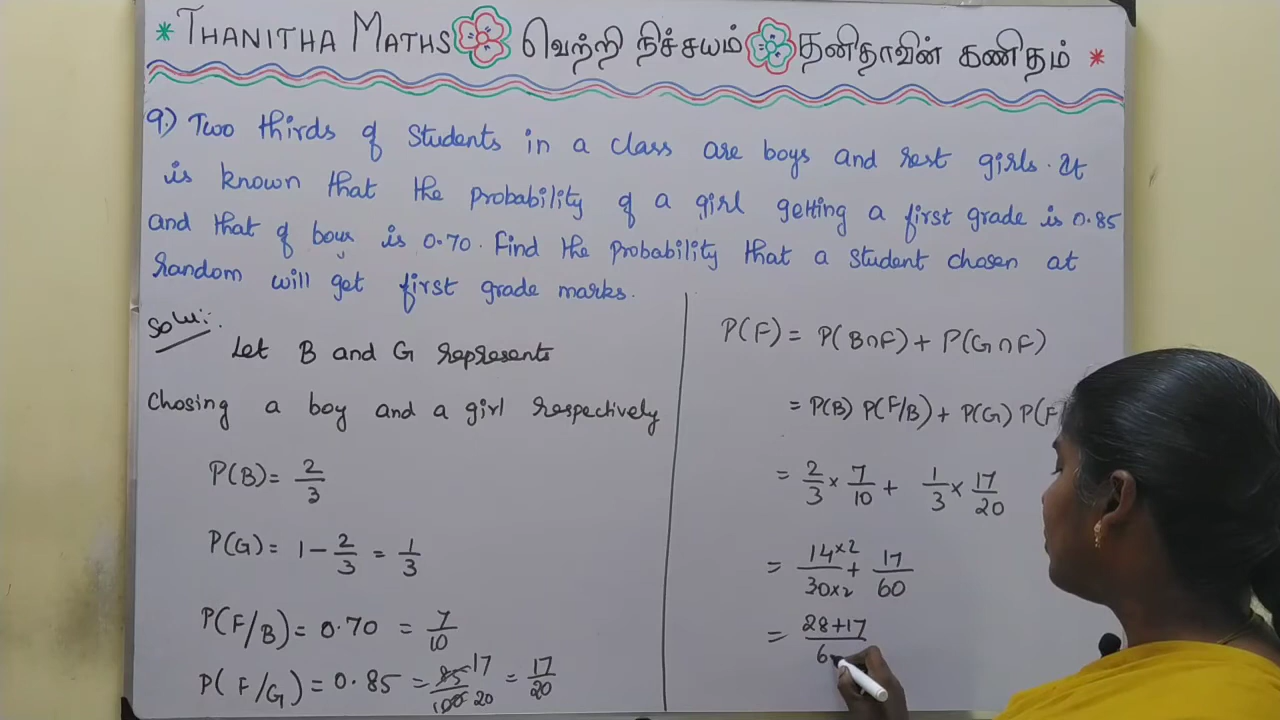 * THANITHA MATHS வெற்றி நிச்சயம் தனிதாவின் கணிதம் *
9.) Two thirds of students in a class are boys and rest girls. It
is known that the probability of a girl getting a first grade is 0.85
and that of boys is 0.70. Find the probability that a student chosen at
random will get first grade marks.
Solu:-
Let B and G represents
Chosing a boy and a girl respectively
P(B) = 2/3
P(G) = 1 - 2/3 = 1/3
P(F/B) = 0.70 = 7/10
P(F/G) = 0.85 = 85/100 17/20 = 17/20
P(F) = P(B∩F) + P(G∩F)
= P(B) P(F/B) + P(G) P(F/
= 2/3 × 7/10 + 1/3 × 17/20
= 14×2/30×2 + 17/60
= 28+17/6